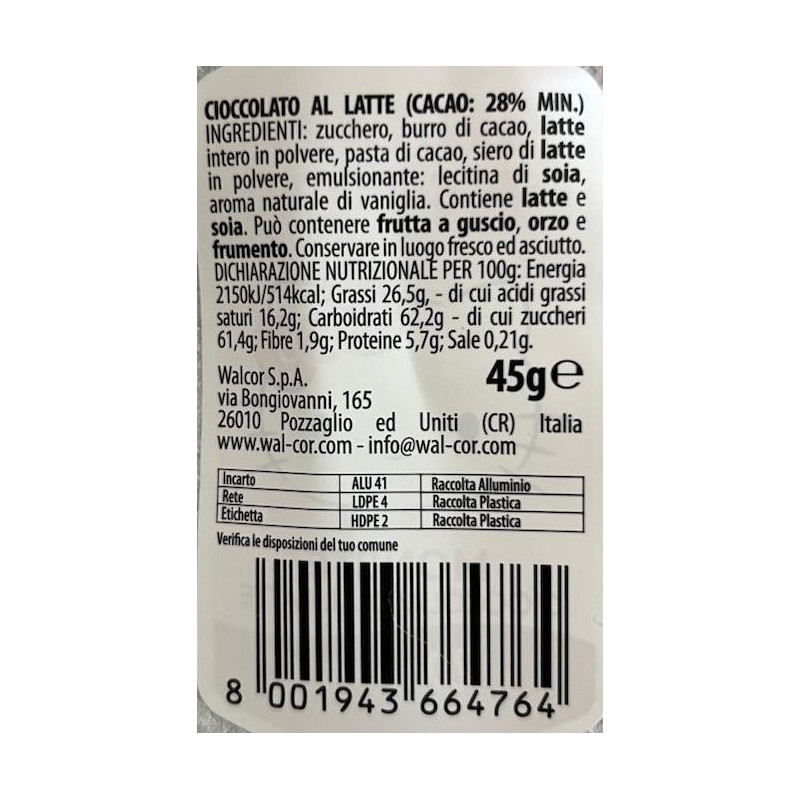 CIOCCOLATO AL LATTE (CACAO: 28% MIN.)
INGREDIENTI: zucchero, burro di cacao, latte
intero in polvere, pasta di cacao, siero di latte
in polvere, emulsionante: lecitina di soia,
aroma naturale di vaniglia. Contiene latte e
soia. Può contenere frutta a guscio, orzo e
frumento. Conservare in luogo fresco ed asciutto.
DICHIARAZIONE NUTRIZIONALE PER 100g: Energia
2150kJ/514kcal; Grassi 26,5g, - di cui acidi grassi
saturi 16,2g; Carboidrati 62,2g - di cui zuccheri
61,4g; Fibre 1,9g; Proteine 5,7g; Sale 0,21g.
Walcor S.p.A. 45g℮
via Bongiovanni, 165
26010 Pozzaglio ed Uniti (CR) Italia
www.wal-cor.com - info@wal-cor.com
Incarto ALU 41 Raccolta Alluminio
Rete LDPE 4 Raccolta Plastica
Etichetta HDPE 2 Raccolta Plastica
Verifica le disposizioni del tuo comune
8 001943 664764